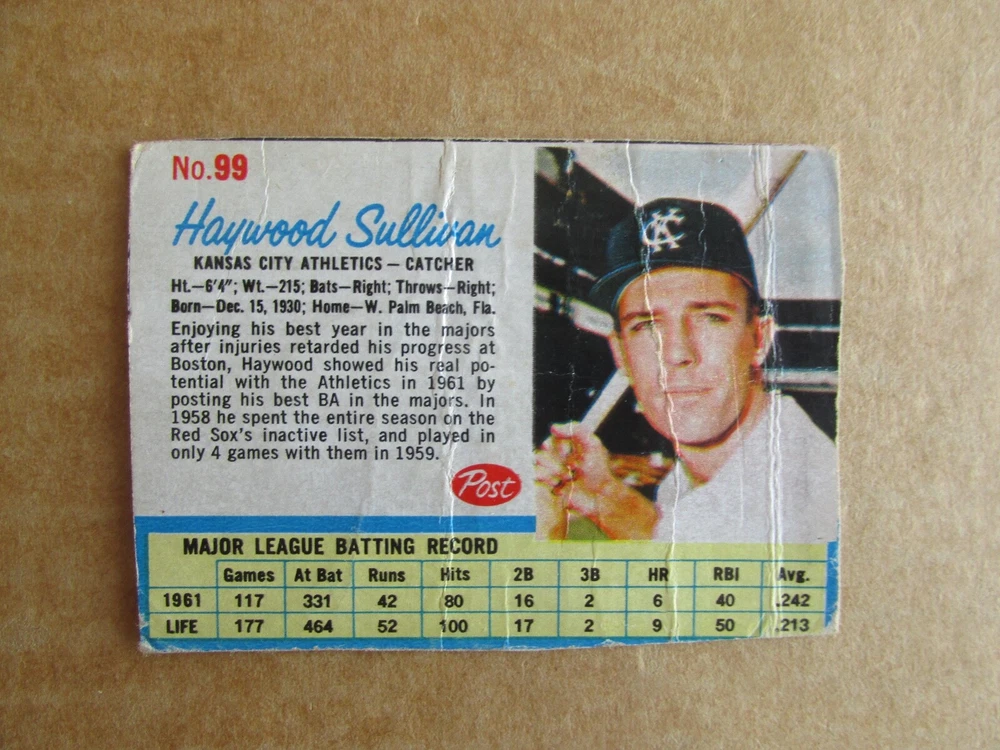 No.99
Haywood Sullivan
KANSAS CITY ATHLETICS — CATCHER
Ht.—6'4"; Wt.—215; Bats—Right; Throws—Right;
Born—Dec. 15, 1930; Home—W. Palm Beach, Fla.
Enjoying his best year in the majors
after injuries retarded his progress at
Boston, Haywood showed his real po-
tential with the Athletics in 1961 by
posting his best BA in the majors. In
1958 he spent the entire season on the
Red Sox's inactive list, and played in
only 4 games with them in 1959.
Post
KC
MAJOR LEAGUE BATTING RECORD
Games At Bat Runs Hits 2B 3B HR RBI Avg.
1961 117 331 42 80 16 2 6 40 .242
LIFE 177 464 52 100 17 2 9 50 .213